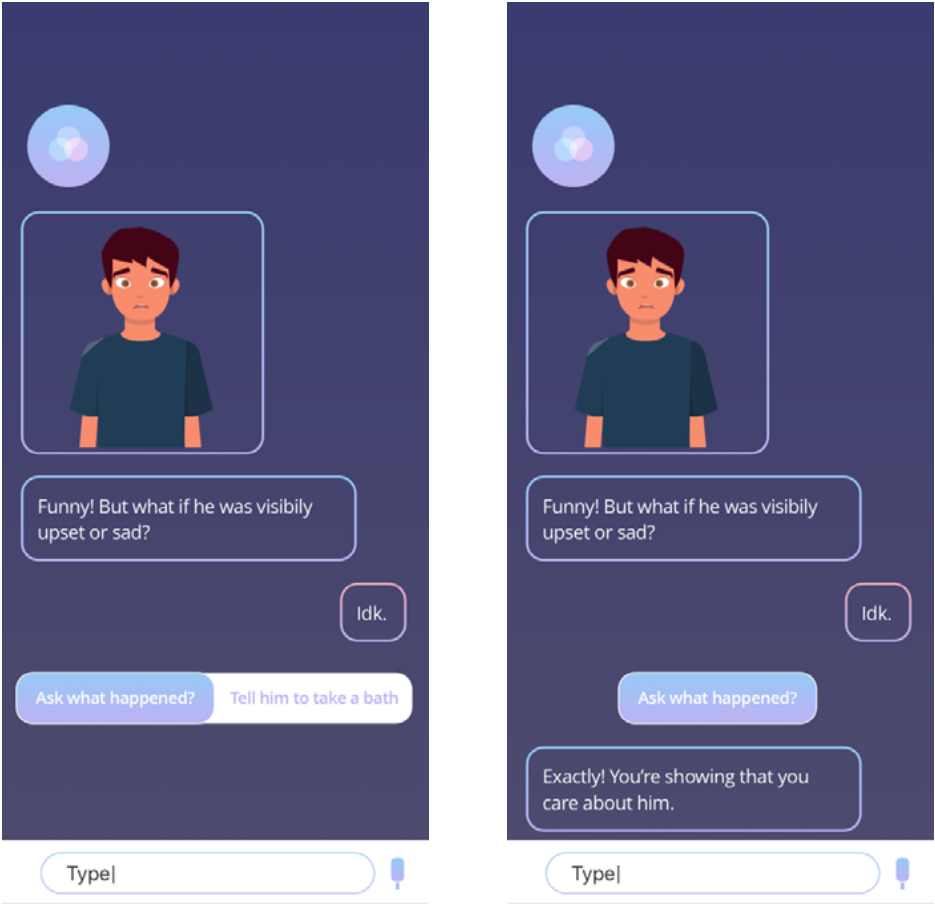 Funny! But what if he was visibily
upset or sad?
Idk.
Ask what happened?
Tell him to take a bath
Type|
Funny! But what if he was visibily
upset or sad?
Idk.
Ask what happened?
Exactly! You're showing that you
care about him.
Type|